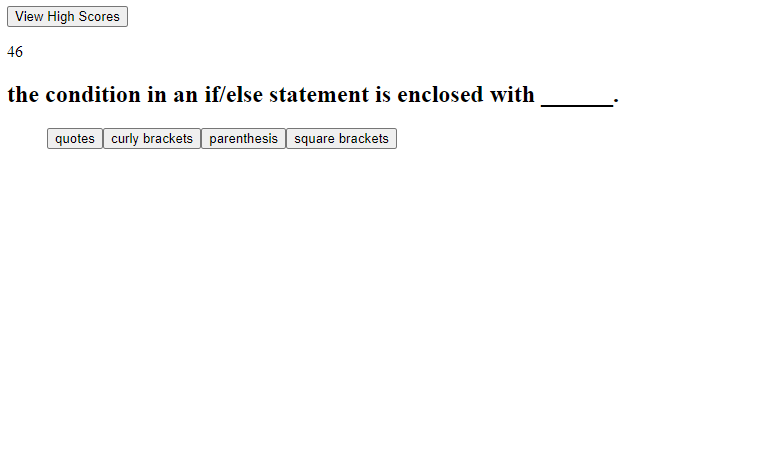 View High Scores
46
the condition in an if/else statement is enclosed with ______.
quotes curly brackets parenthesis square brackets